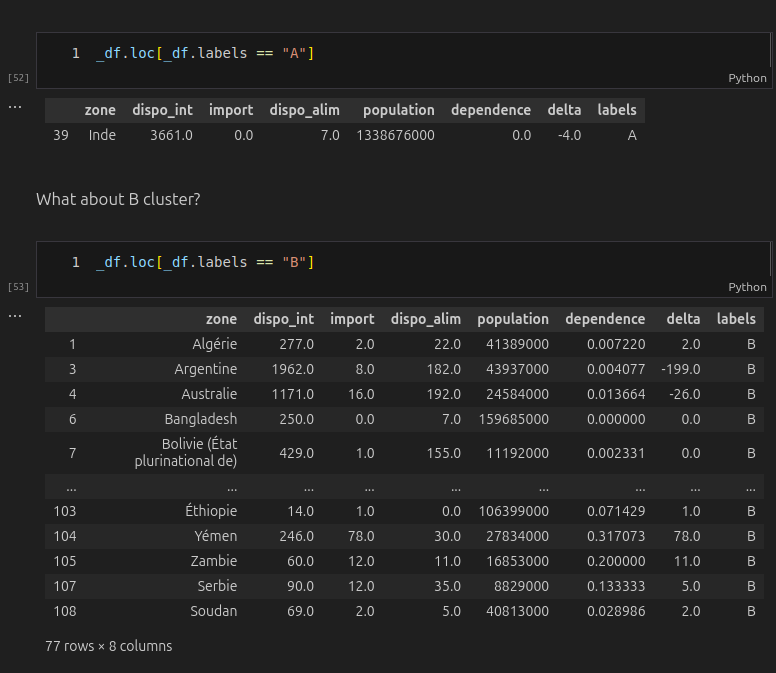 1 _df.loc[_df.labels == "A"]
[52]
Python
...
zone dispo_int import dispo_alim population dependence delta labels
39 Inde 3661.0 0.0 7.0 1338676000 0.0 -4.0 A
What about B cluster?
1 _df.loc[_df.labels == "B"]
[53]
Python
...
zone dispo_int import dispo_alim population dependence delta labels
1 Algérie 277.0 2.0 22.0 41389000 0.007220 2.0 B
3 Argentine 1962.0 8.0 182.0 43937000 0.004077 -199.0 B
4 Australie 1171.0 16.0 192.0 24584000 0.013664 -26.0 B
6 Bangladesh 250.0 0.0 7.0 159685000 0.000000 0.0 B
Bolivie (État
7 plurinational de) 429.0 1.0 155.0 11192000 0.002331 0.0 B
... ... ... ... ... ... ... ... ...
103 Éthiopie 14.0 1.0 0.0 106399000 0.071429 1.0 B
104 Yémen 246.0 78.0 30.0 27834000 0.317073 78.0 B
105 Zambie 60.0 12.0 11.0 16853000 0.200000 11.0 B
107 Serbie 90.0 12.0 35.0 8829000 0.133333 5.0 B
108 Soudan 69.0 2.0 5.0 40813000 0.028986 2.0 B
77 rows × 8 columns